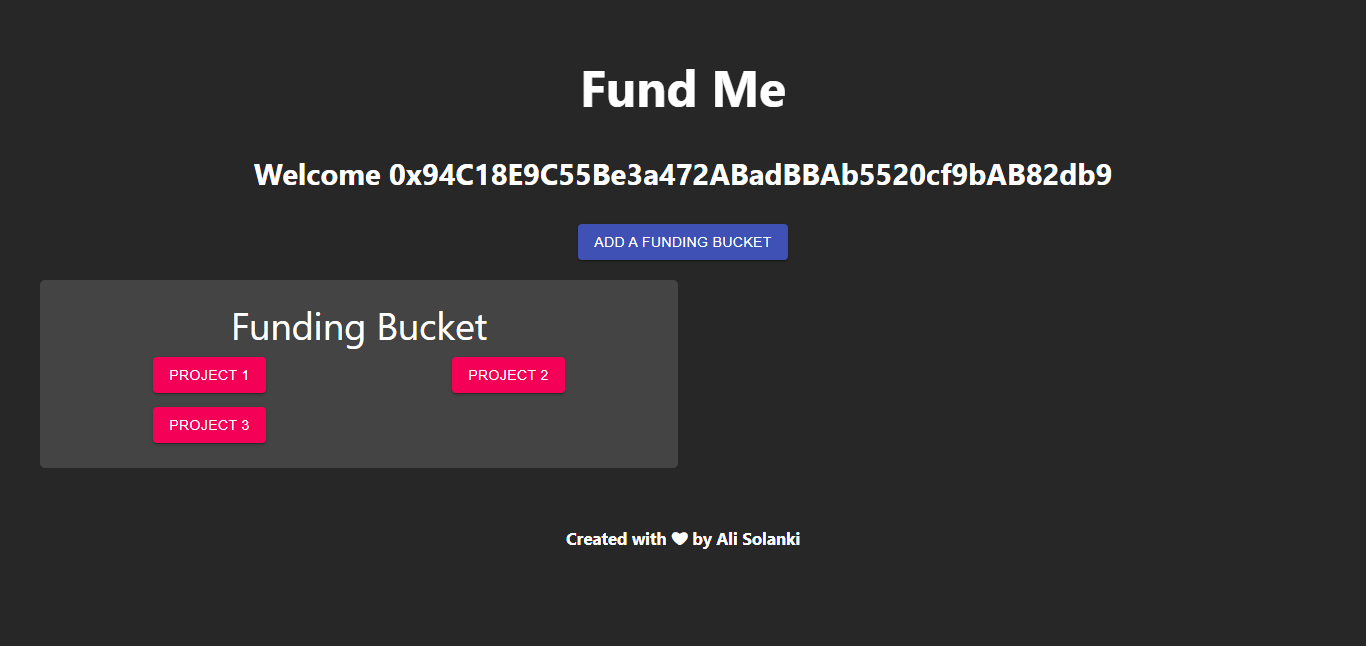 Fund Me
Welcome 0x94C18E9C55Be3a472ABadBBAb5520cf9bAB82db9
ADD A FUNDING BUCKET
Funding Bucket
PROJECT 1
PROJECT 2
PROJECT 3
Created with ♥ by Ali Solanki